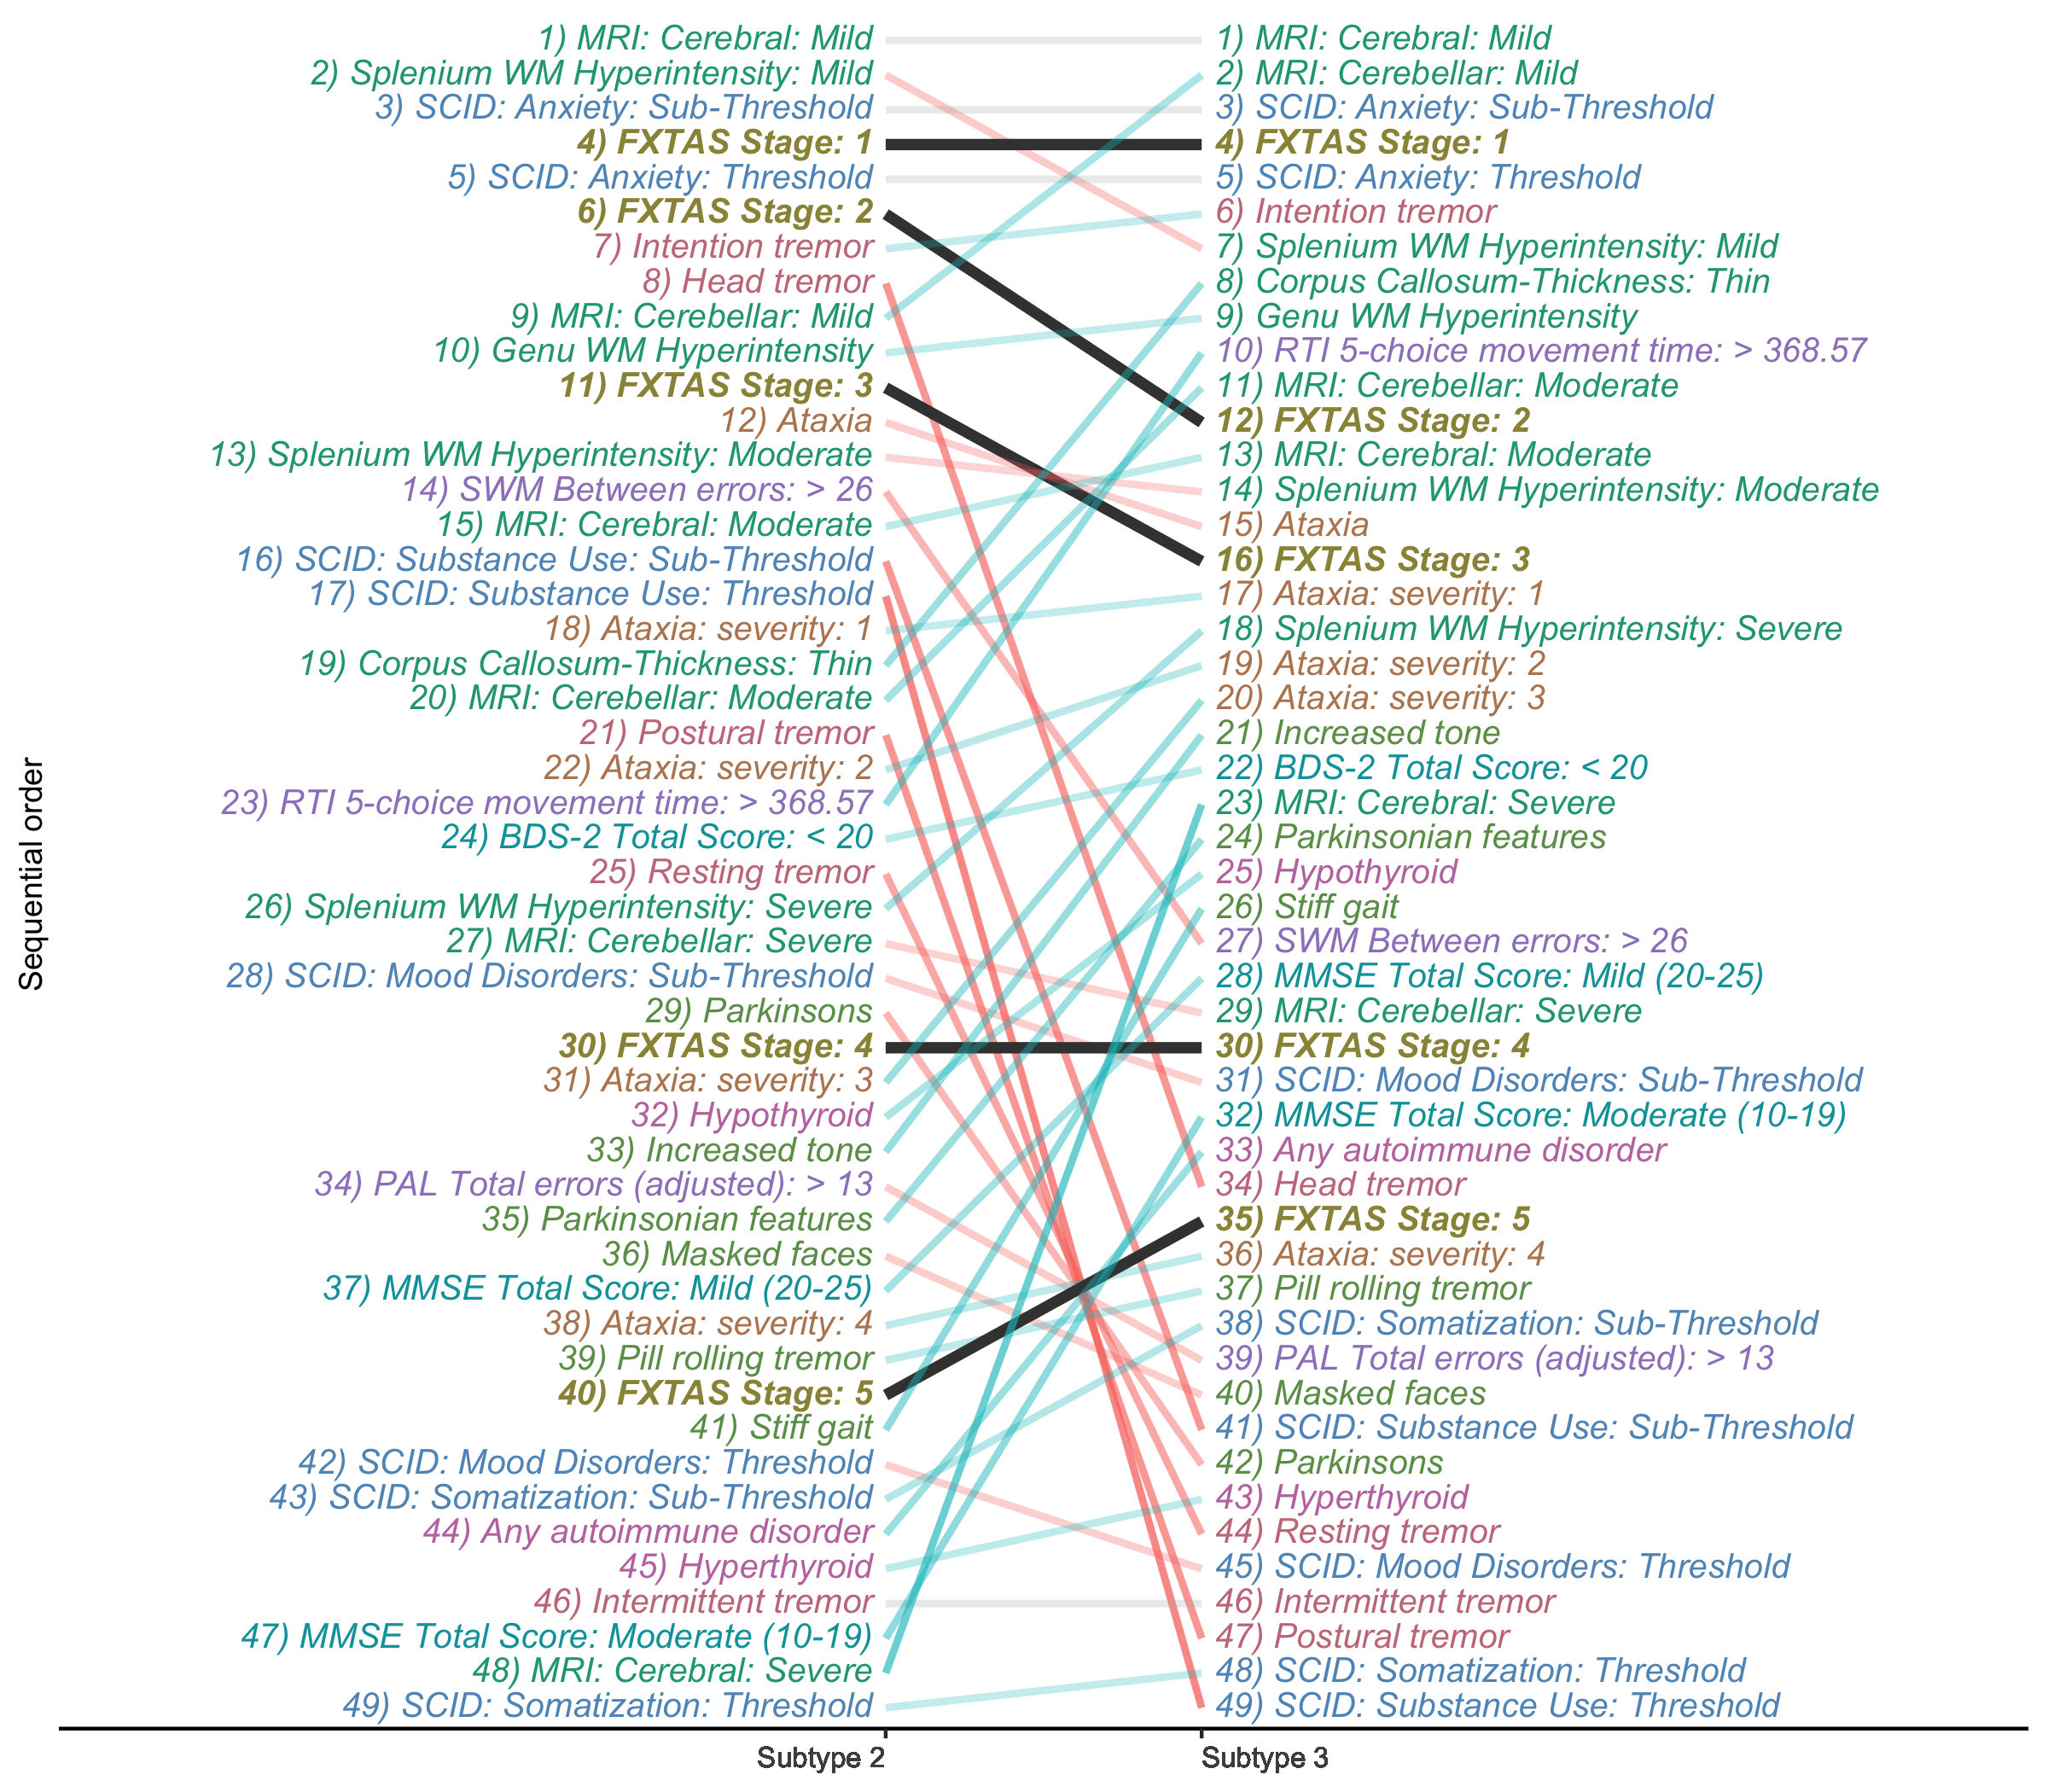 Sequential order
1) MRI: Cerebral: Mild
2) Splenium WM Hyperintensity: Mild
3) SCID: Anxiety: Sub-Threshold
4) FXTAS Stage: 1
5) SCID: Anxiety: Threshold
6) FXTAS Stage: 2
7) Intention tremor
8) Head tremor
9) MRI: Cerebellar: Mild
10) Genu WM Hyperintensity
11) FXTAS Stage: 3
12) Ataxia
13) Splenium WM Hyperintensity: Moderate
14) SWM Between errors: > 26
15) MRI: Cerebral: Moderate
16) SCID: Substance Use: Sub-Threshold
17) SCID: Substance Use: Threshold
18) Ataxia: severity: 1
19) Corpus Callosum-Thickness: Thin
20) MRI: Cerebellar: Moderate
21) Postural tremor
22) Ataxia: severity: 2
23) RTI 5-choice movement time: > 368.57
24) BDS-2 Total Score: < 20
25) Resting tremor
26) Splenium WM Hyperintensity: Severe
27) MRI: Cerebellar: Severe
28) SCID: Mood Disorders: Sub-Threshold
29) Parkinsons
30) FXTAS Stage: 4
31) Ataxia: severity: 3
32) Hypothyroid
33) Increased tone
34) PAL Total errors (adjusted): > 13
35) Parkinsonian features
36) Masked faces
37) MMSE Total Score: Mild (20-25)
38) Ataxia: severity: 4
39) Pill rolling tremor
40) FXTAS Stage: 5
41) Stiff gait
42) SCID: Mood Disorders: Threshold
43) SCID: Somatization: Sub-Threshold
44) Any autoimmune disorder
45) Hyperthyroid
46) Intermittent tremor
47) MMSE Total Score: Moderate (10-19)
48) MRI: Cerebral: Severe
49) SCID: Somatization: Threshold
Subtype 2
1) MRI: Cerebral: Mild
2) MRI: Cerebellar: Mild
3) SCID: Anxiety: Sub-Threshold
4) FXTAS Stage: 1
5) SCID: Anxiety: Threshold
6) Intention tremor
7) Splenium WM Hyperintensity: Mild
8) Corpus Callosum-Thickness: Thin
9) Genu WM Hyperintensity
10) RTI 5-choice movement time: > 368.57
11) MRI: Cerebellar: Moderate
12) FXTAS Stage: 2
13) MRI: Cerebral: Moderate
14) Splenium WM Hyperintensity: Moderate
15) Ataxia
16) FXTAS Stage: 3
17) Ataxia: severity: 1
18) Splenium WM Hyperintensity: Severe
19) Ataxia: severity: 2
20) Ataxia: severity: 3
21) Increased tone
22) BDS-2 Total Score: < 20
23) MRI: Cerebral: Severe
24) Parkinsonian features
25) Hypothyroid
26) Stiff gait
27) SWM Between errors: > 26
28) MMSE Total Score: Mild (20-25)
29) MRI: Cerebellar: Severe
30) FXTAS Stage: 4
31) SCID: Mood Disorders: Sub-Threshold
32) MMSE Total Score: Moderate (10-19)
33) Any autoimmune disorder
34) Head tremor
35) FXTAS Stage: 5
36) Ataxia: severity: 4
37) Pill rolling tremor
38) SCID: Somatization: Sub-Threshold
39) PAL Total errors (adjusted): > 13
40) Masked faces
41) SCID: Substance Use: Sub-Threshold
42) Parkinsons
43) Hyperthyroid
44) Resting tremor
45) SCID: Mood Disorders: Threshold
46) Intermittent tremor
47) Postural tremor
48) SCID: Somatization: Threshold
49) SCID: Substance Use: Threshold
Subtype 3